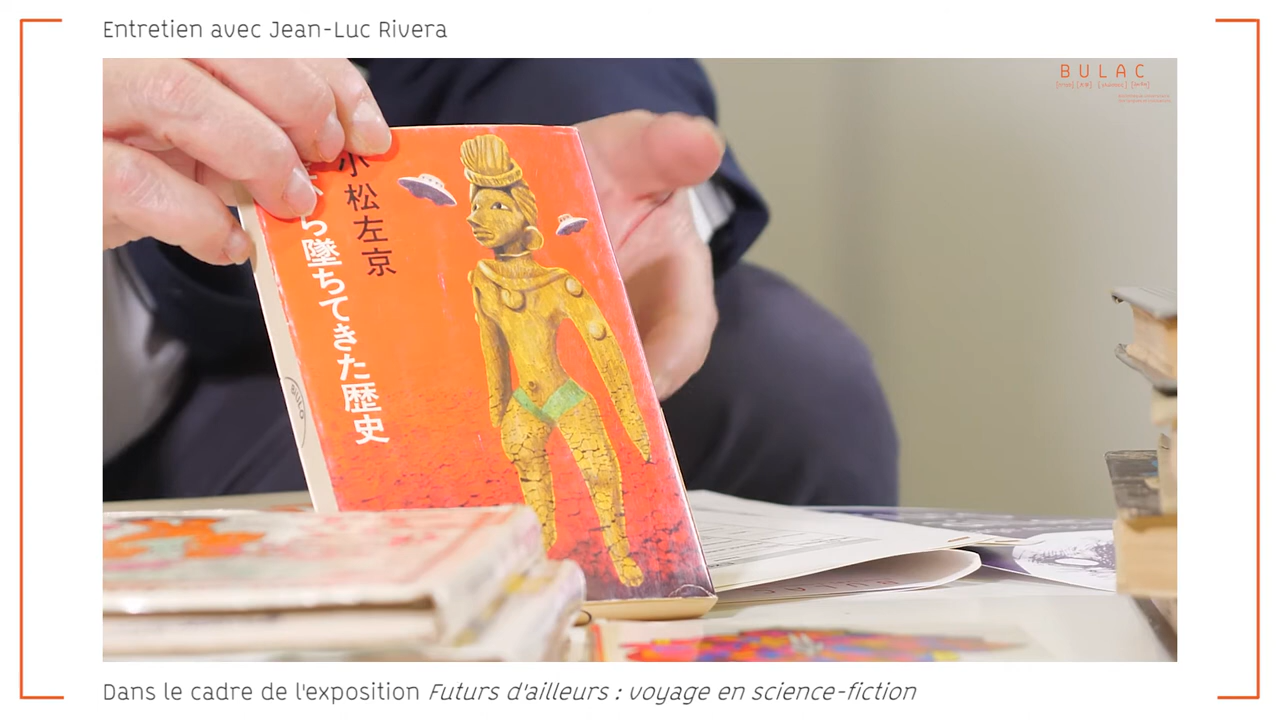 Entretien avec Jean-Luc Rivera
BULAC
小松左京
ら墜ちてきた歴史
BULAC
Dans le cadre de l'exposition Futurs d'ailleurs : voyage en science-fiction